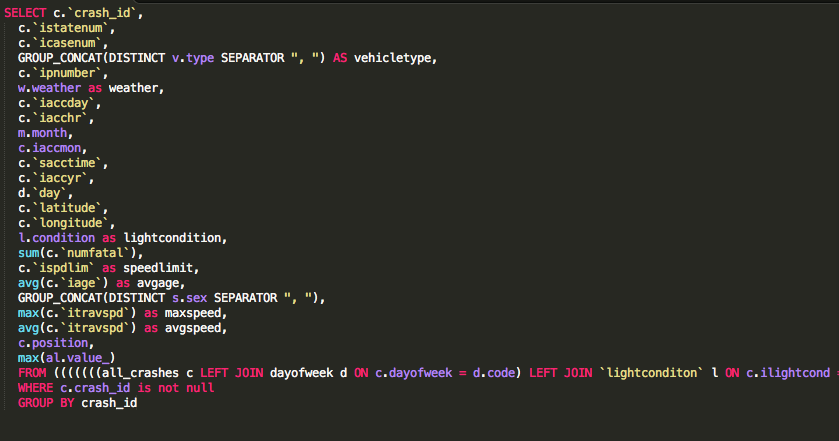 SELECT c.`crash_id`,
c.`istatenum`,
c.`icasenum`,
GROUP_CONCAT(DISTINCT v.type SEPARATOR ", ") AS vehicletype,
c.`ipnumber`,
w.weather as weather,
c.`iaccday`,
c.`iacchr`,
m.month,
c.iaccmon,
c.`sacctime`,
c.`iaccyr`,
d.`day`,
c.`latitude`,
c.`longitude`,
l.condition as lightcondition,
sum(c.`numfatal`),
c.`ispdlim` as speedlimit,
avg(c.`iage`) as avgage,
GROUP_CONCAT(DISTINCT s.sex SEPARATOR ", "),
max(c.`itravspd`) as maxspeed,
avg(c.`itravspd`) as avgspeed,
c.position,
max(al.value_)
FROM (((((((all_crashes c LEFT JOIN dayofweek d ON c.dayofweek = d.code) LEFT JOIN `lightconditon` l ON c.ilightcond =
WHERE c.crash_id is not null
GROUP BY crash_id